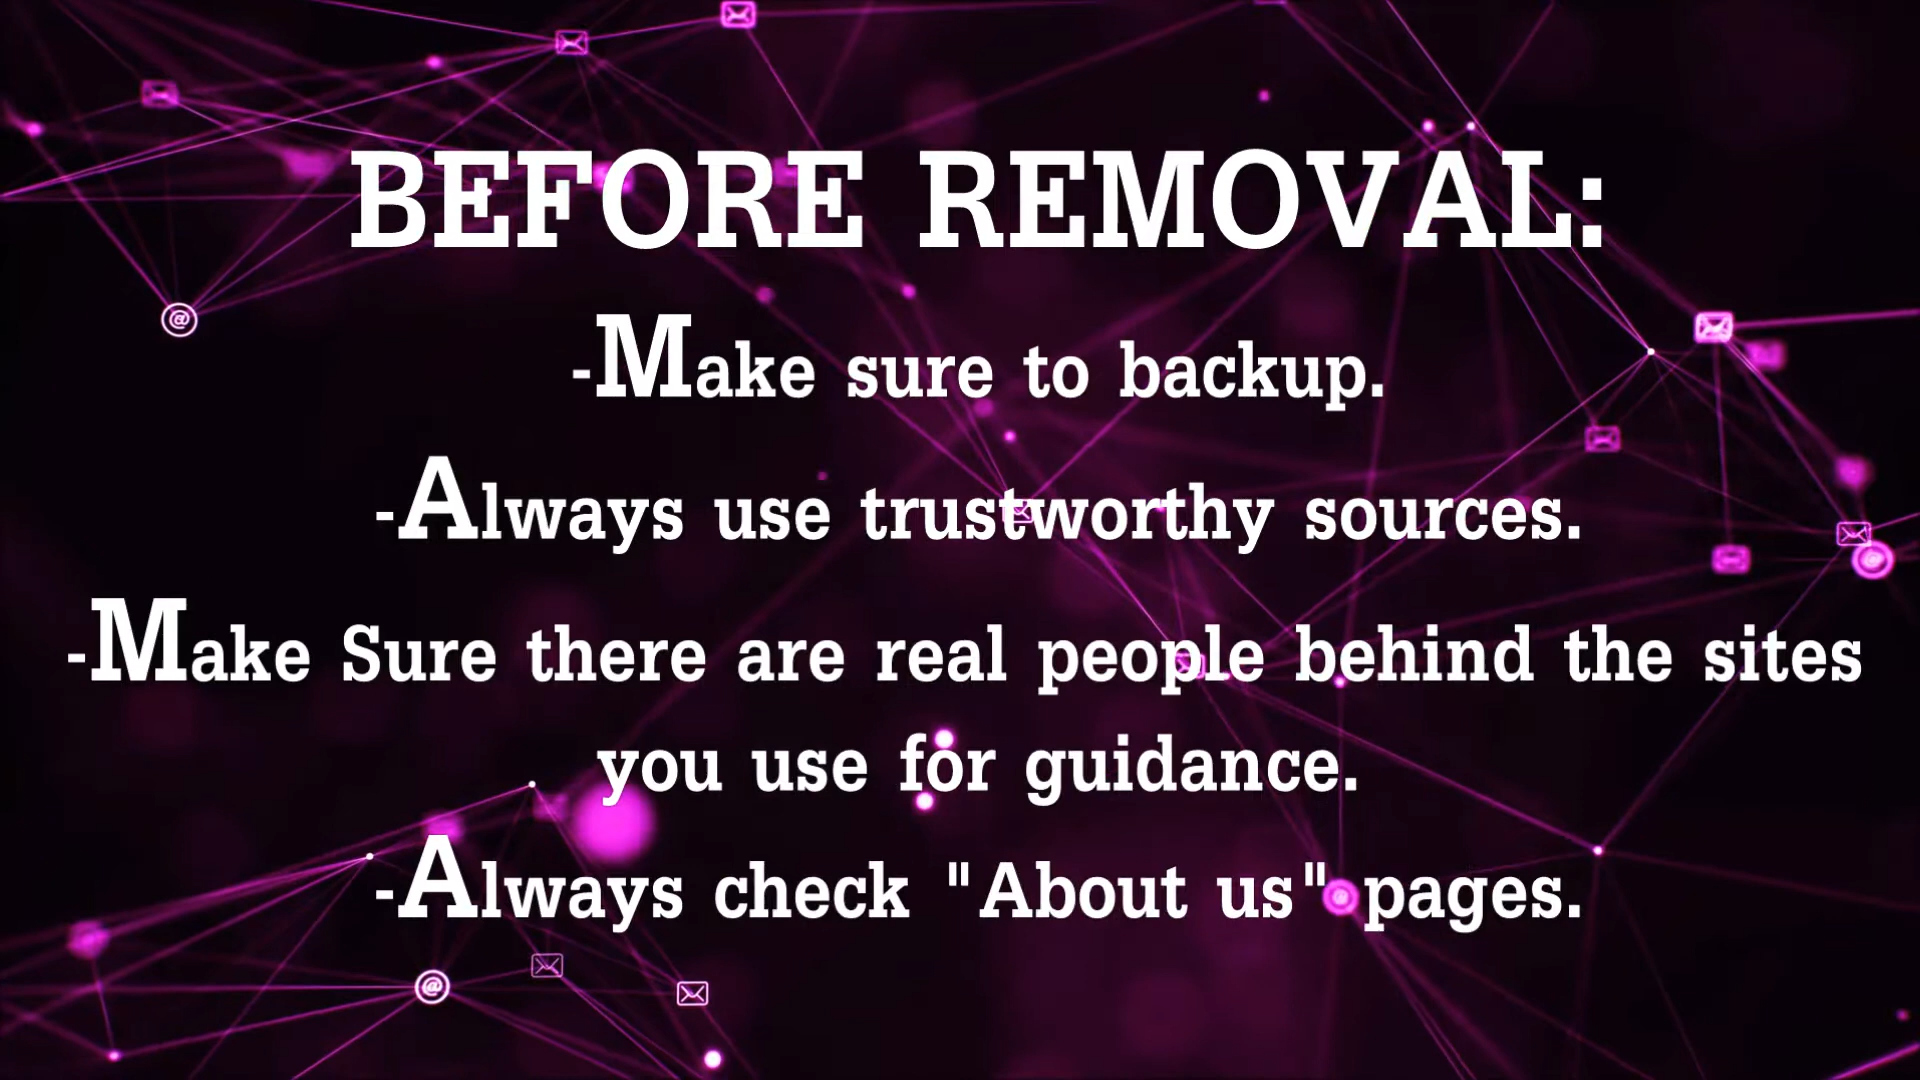 BEFORE REMOVAL:
-Make sure to backup.
-Always use trustworthy sources.
-Make Sure there are real people behind the sites
you use for guidance.
-Always check "About us" pages.